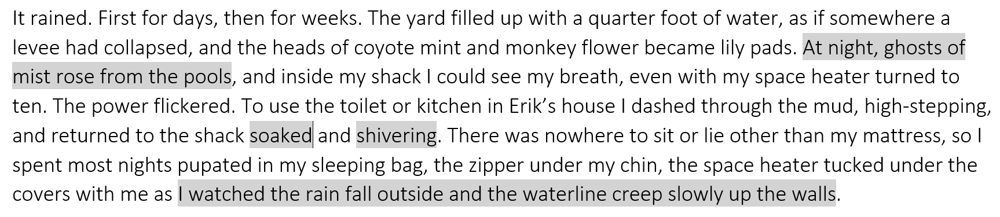 It rained. First for days, then for weeks. The yard filled up with a quarter foot of water, as if somewhere a
levee had collapsed, and the heads of coyote mint and monkey flower became lily pads. At night, ghosts of
mist rose from the pools, and inside my shack I could see my breath, even with my space heater turned to
ten. The power flickered. To use the toilet or kitchen in Erik’s house I dashed through the mud, high-stepping,
and returned to the shack soaked and shivering. There was nowhere to sit or lie other than my mattress, so I
spent most nights pupated in my sleeping bag, the zipper under my chin, the space heater tucked under the
covers with me as I watched the rain fall outside and the waterline creep slowly up the walls.